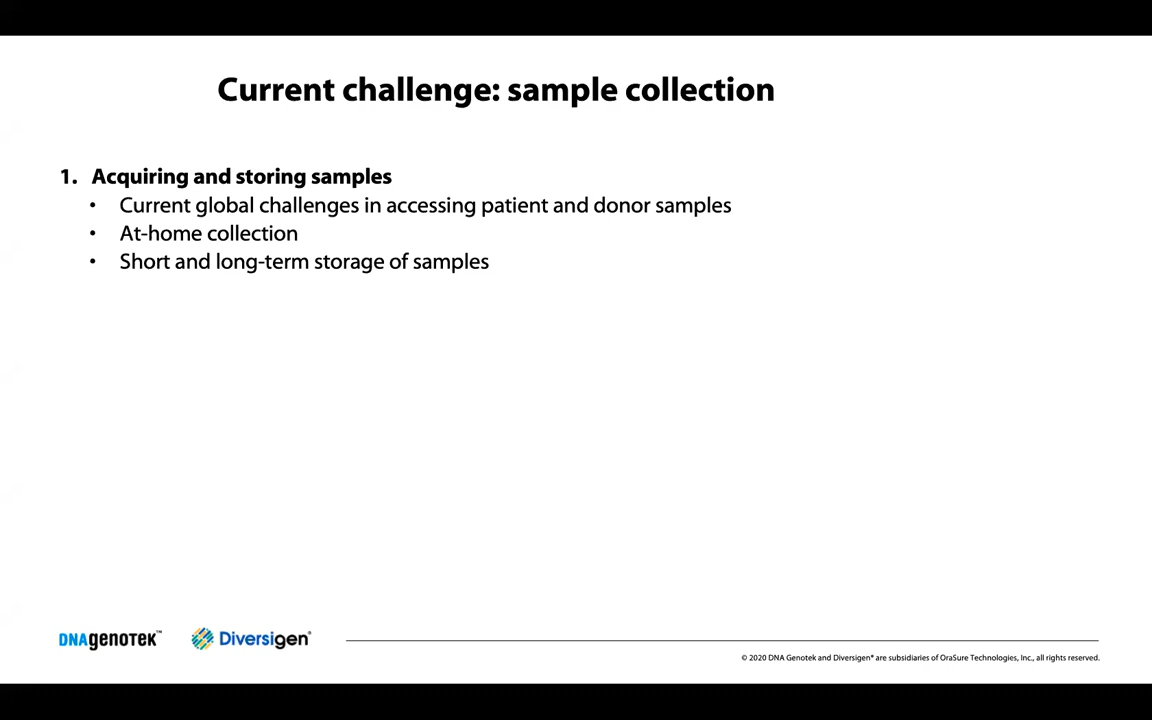 Current challenge: sample collection
1. Acquiring and storing samples
• Current global challenges in accessing patient and donor samples
• At-home collection
• Short and long-term storage of samples
DNAgenotek™
Diversigen®
© 2020 DNA Genotek and Diversigen® are subsidiaries of OraSure Technologies, Inc., all rights reserved.